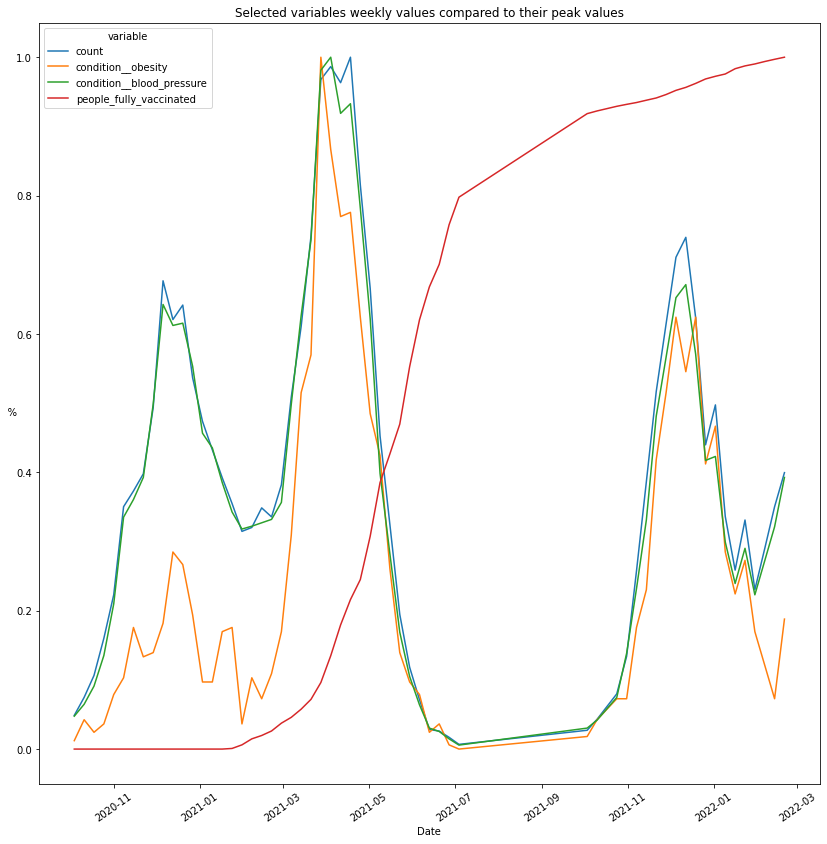 Selected variables weekly values compared to their peak values
variable
count
condition__obesity
condition__blood_pressure
people_fully_vaccinated
1.0
0.8
0.6
%
0.4
0.2
0.0
2020-11
2021-01
2021-03
2021-05
2021-07
2021-09
2021-11
2022-01
2022-03
Date